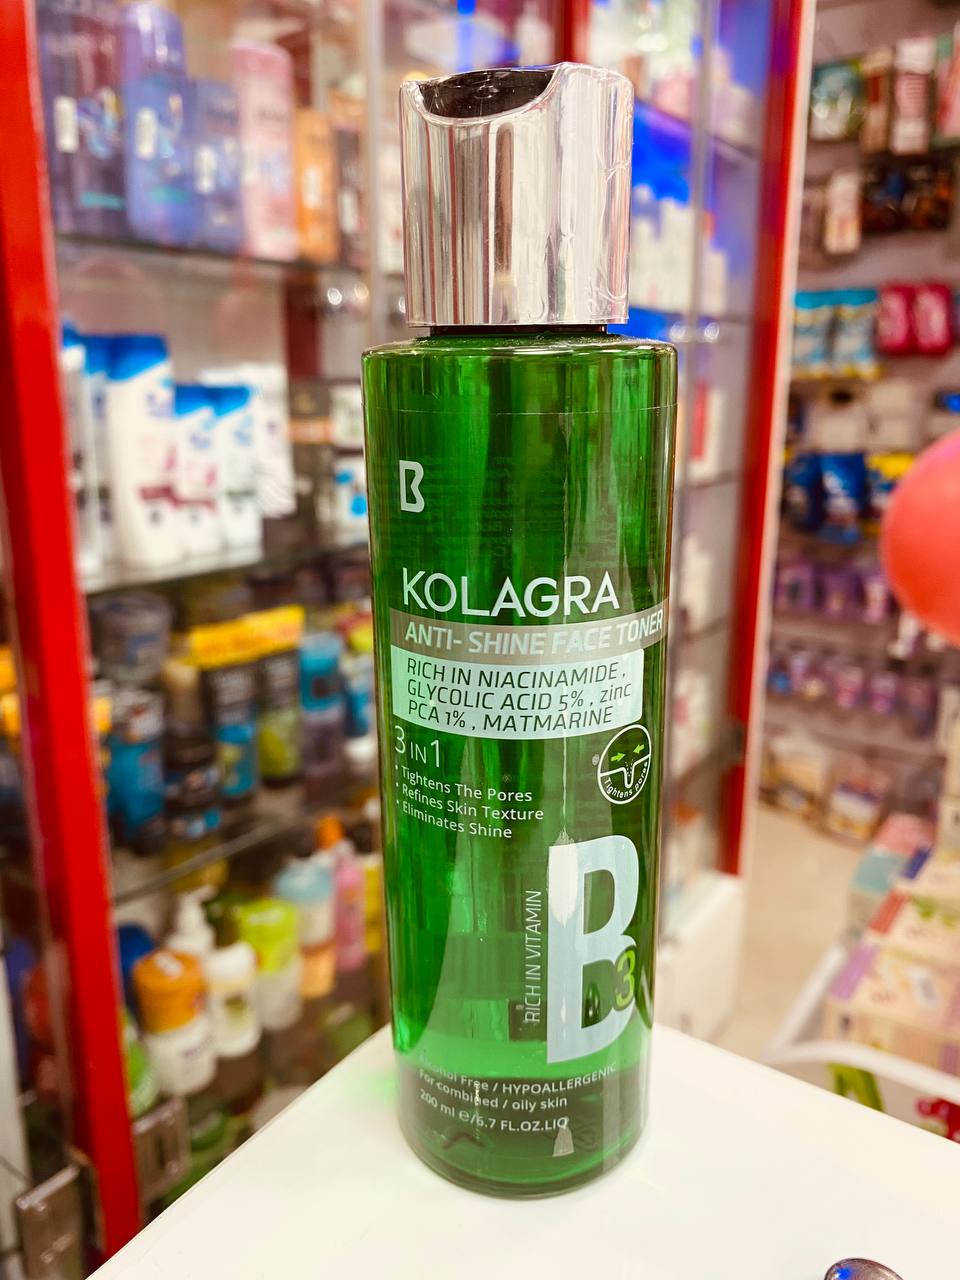 B
KOLAGRA
ANTI- SHINE FACE TONER
RICH IN NIACINAMIDE,
GLYCOLIC ACID 5%, zinc
PCA 1%, MATMARINE
3 IN 1
• Tightens The Pores
• Refines Skin Texture
• Eliminates Shine
Tightens pores
RICH IN VITAMIN
B3
Alcohol Free / HYPOALLERGENIC
For combined / oily skin
200 ml ℮/6.7 FL.OZ.LIQ